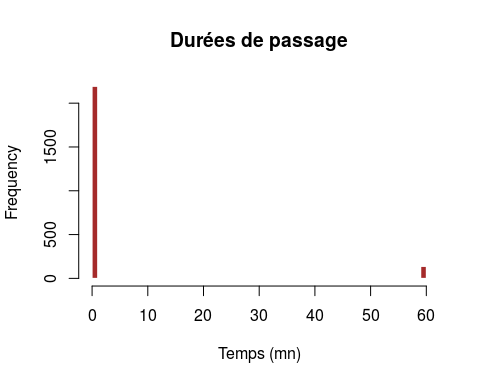 Durées de passage
Frequency
1500
500
0
0 10 20 30 40 50 60
Temps (mn)